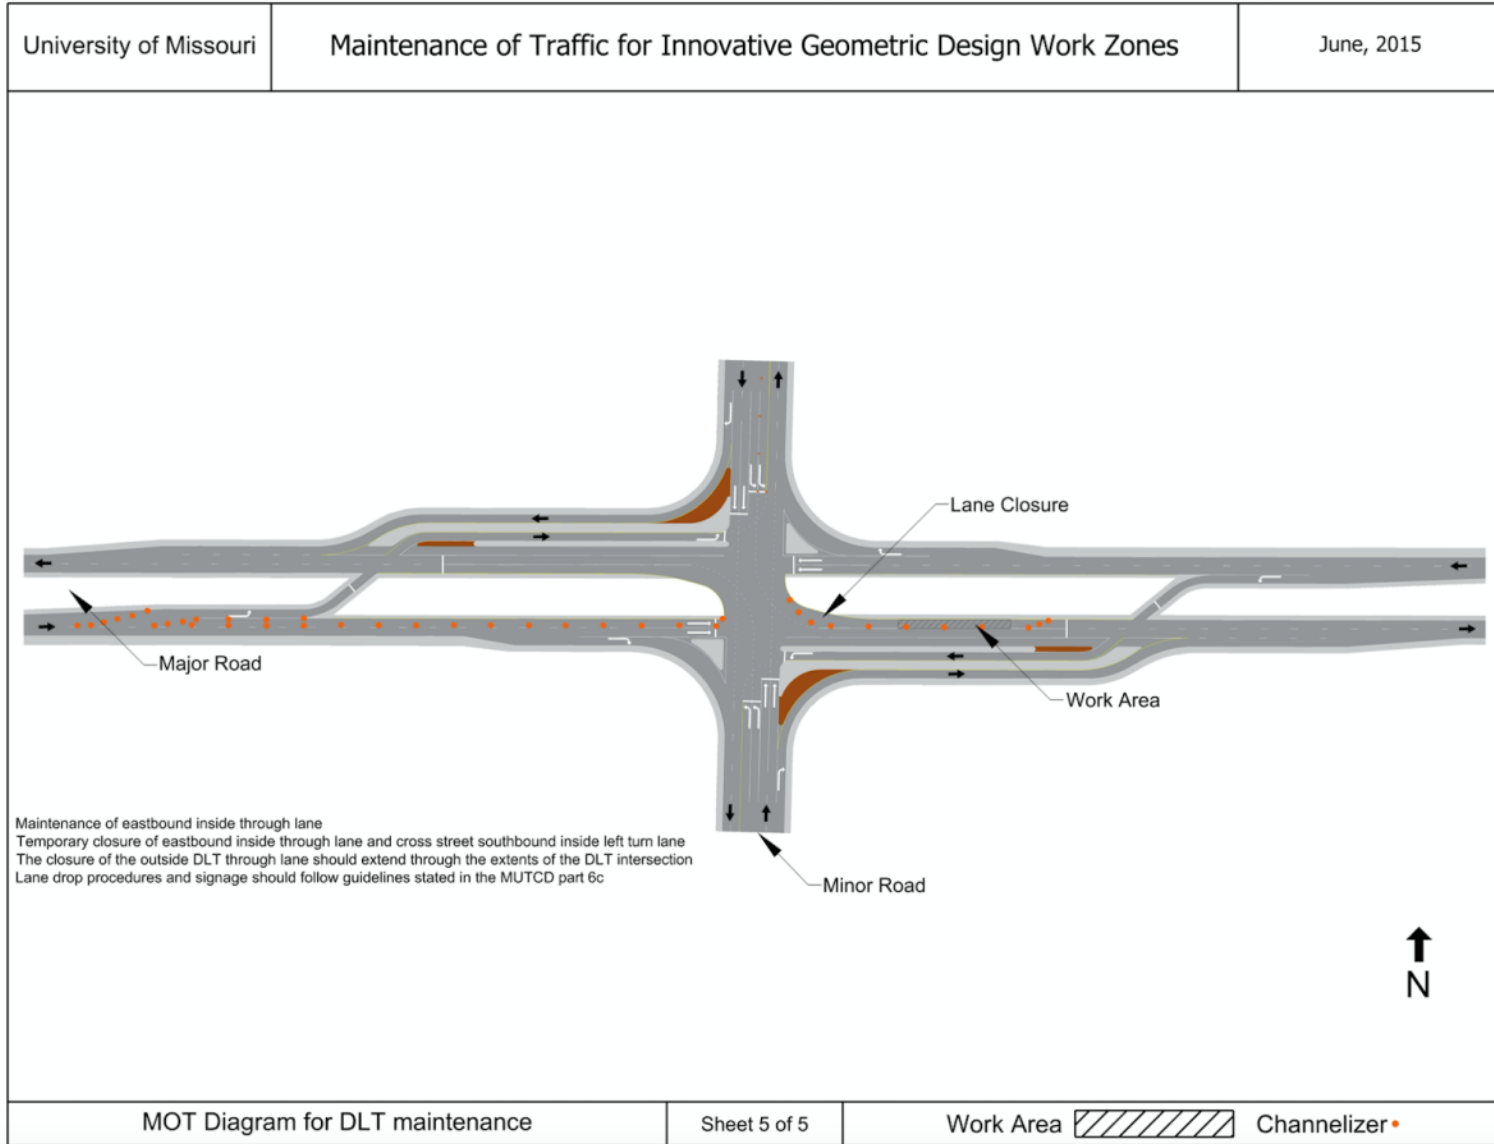 University of Missouri
Maintenance of Traffic for Innovative Geometric Design Work Zones
June, 2015
Lane Closure
Major Road
Work Area
Maintenance of eastbound inside through lane
Temporary closure of eastbound inside through lane and cross street southbound inside left turn lane
The closure of the outside DLT through lane should extend through the extents of the DLT intersection
Lane drop procedures and signage should follow guidelines stated in the MUTCD part 6c
Minor Road
N
MOT Diagram for DLT maintenance
Sheet 5 of 5
Work Area
Channelizer